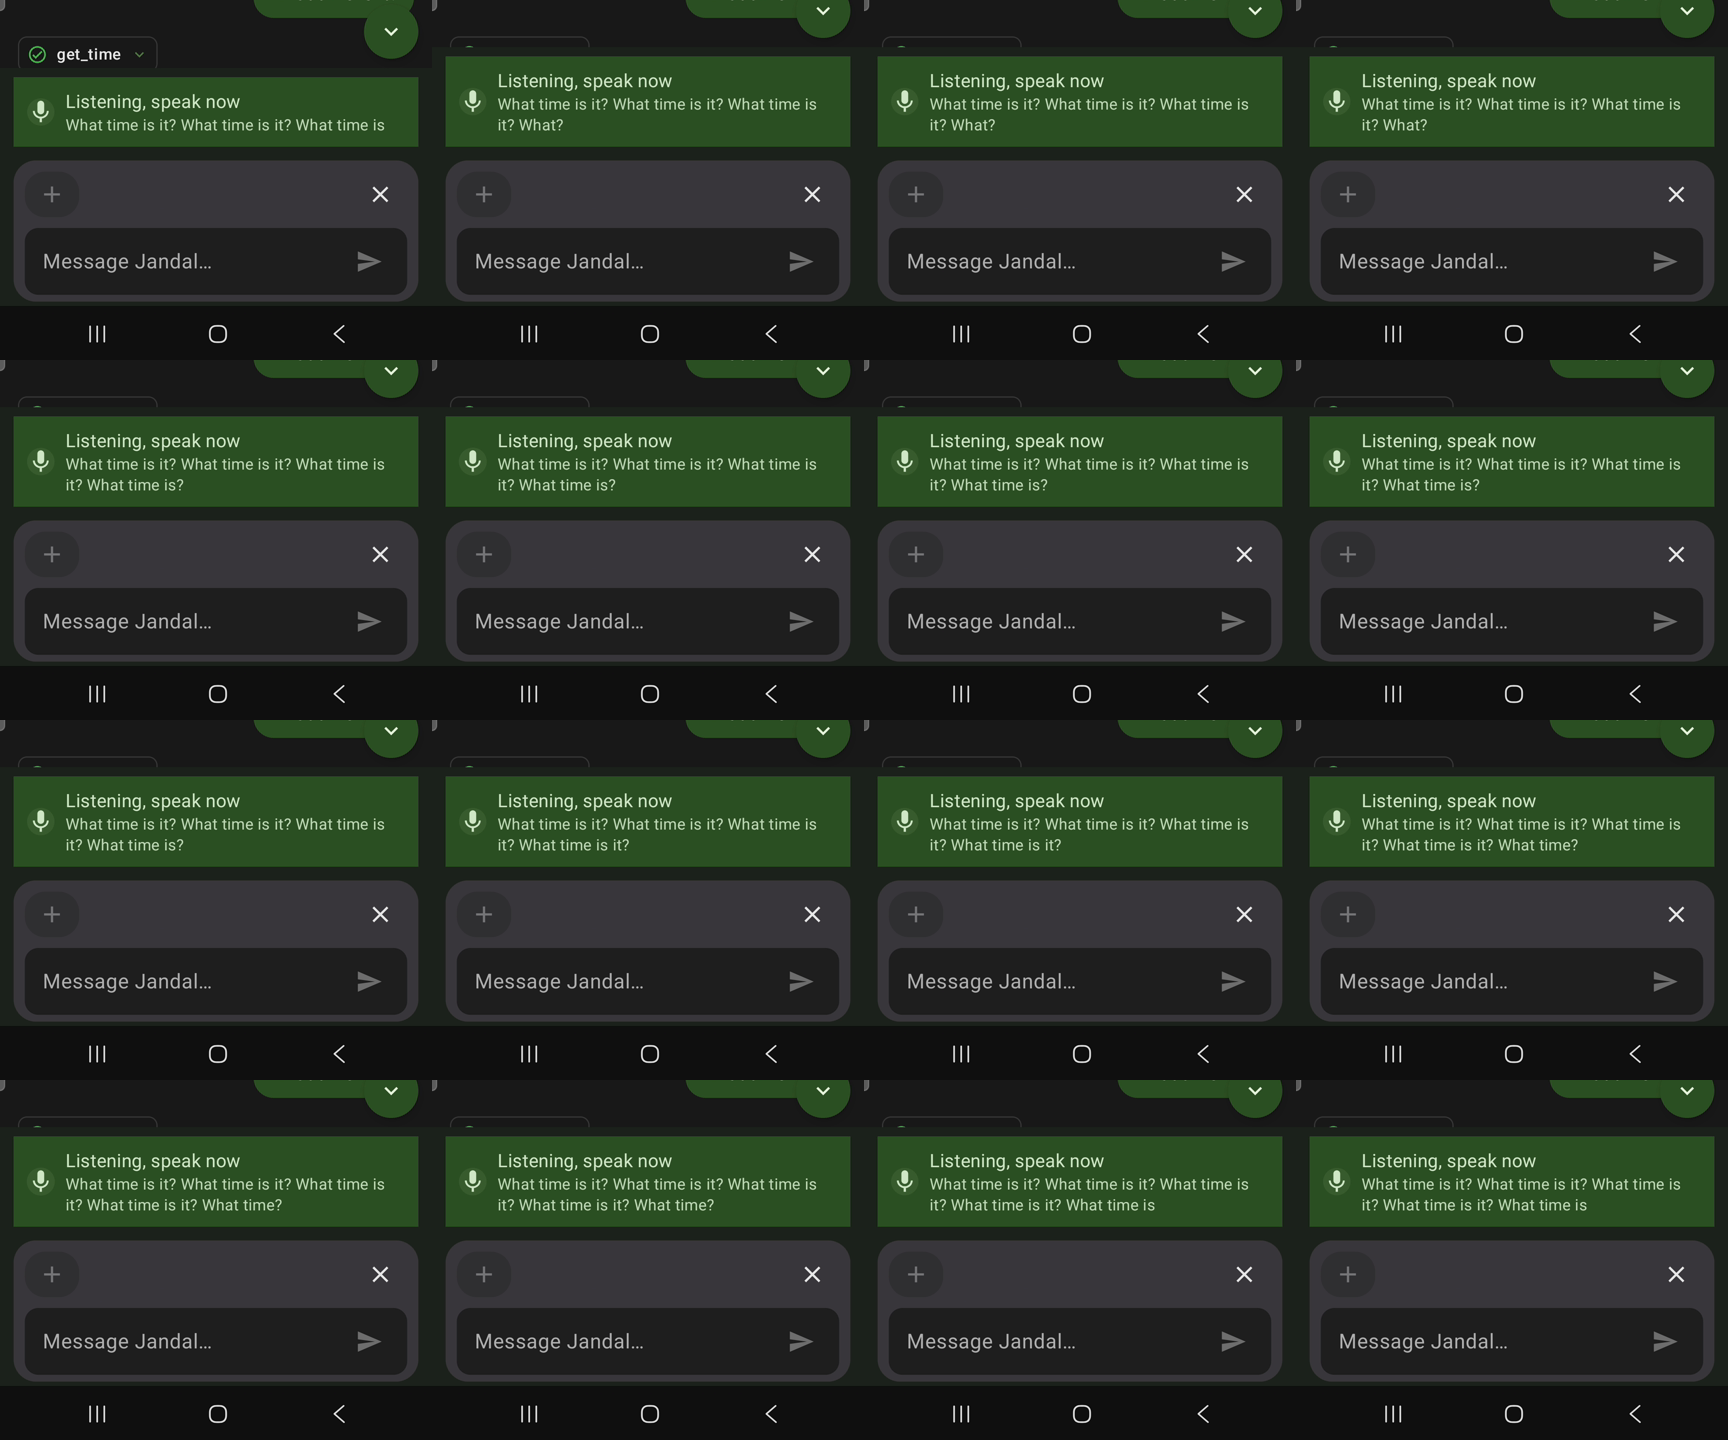 get_time
Listening, speak now
What time is it? What time is it? What time is
Message Jandal...
Listening, speak now
What time is it? What time is it? What time is
it? What?
Message Jandal...
Listening, speak now
What time is it? What time is it? What time is
it? What?
Message Jandal...
Listening, speak now
What time is it? What time is it? What time is
it? What?
Message Jandal...
Listening, speak now
What time is it? What time is it? What time is
it? What time is?
Message Jandal...
Listening, speak now
What time is it? What time is it? What time is
it? What time is?
Message Jandal...
Listening, speak now
What time is it? What time is it? What time is
it? What time is?
Message Jandal...
Listening, speak now
What time is it? What time is it? What time is
it? What time is?
Message Jandal...
Listening, speak now
What time is it? What time is it? What time is
it? What time is?
Message Jandal...
Listening, speak now
What time is it? What time is it? What time is
it? What time is it?
Message Jandal...
Listening, speak now
What time is it? What time is it? What time is
it? What time is it?
Message Jandal...
Listening, speak now
What time is it? What time is it? What time is
it? What time is it? What time?
Message Jandal...
Listening, speak now
What time is it? What time is it? What time is
it? What time is it? What time?
Message Jandal...
Listening, speak now
What time is it? What time is it? What time is
it? What time is it? What time?
Message Jandal...
Listening, speak now
What time is it? What time is it? What time is
it? What time is it? What time is
Message Jandal...
Listening, speak now
What time is it? What time is it? What time is
it? What time is it? What time is
Message Jandal...